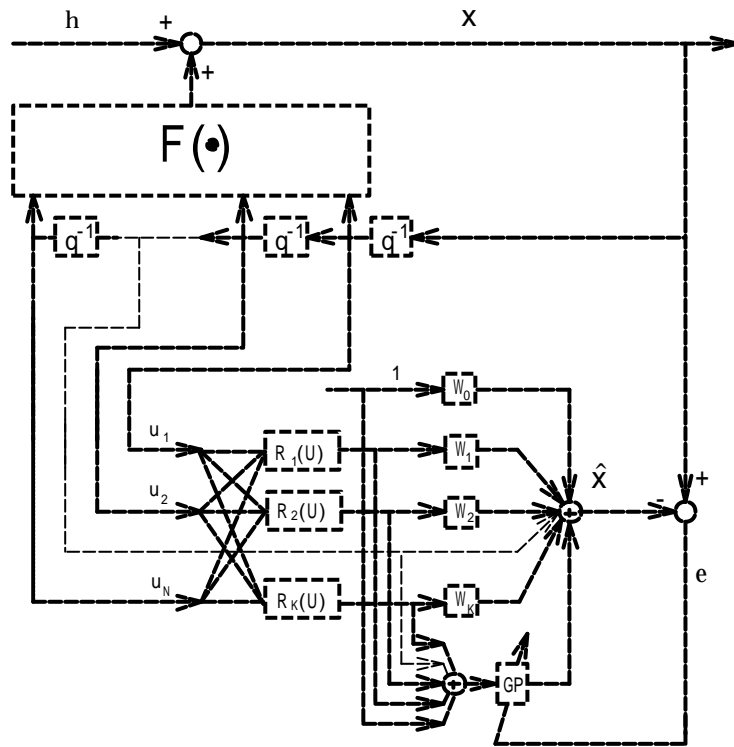 h + x
+
F(•)
q⁻¹ q⁻¹ q⁻¹
1 W₀
u₁ R₁(U) W₁
x̂ +
u₂ R₂(U) W₂ + -
e
u_N R_K(U) W_K
+ GP